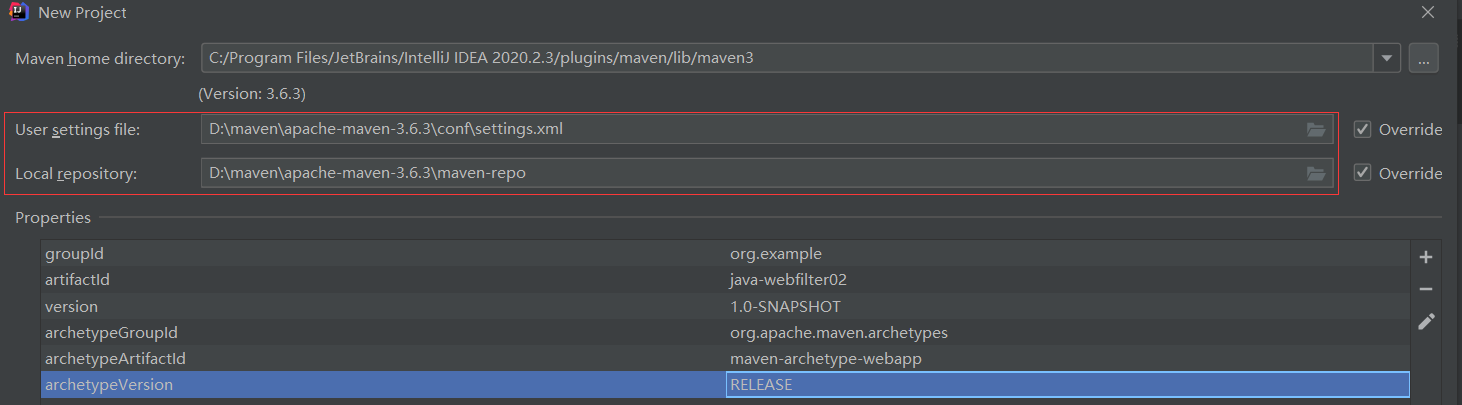 New Project
Maven home directory: C:/Program Files/JetBrains/IntelliJ IDEA 2020.2.3/plugins/maven/lib/maven3 ...
(Version: 3.6.3)
User settings file: D:\maven\apache-maven-3.6.3\conf\settings.xml Override
Local repository: D:\maven\apache-maven-3.6.3\maven-repo Override
Properties
groupId org.example
artifactId java-webfilter02
version 1.0-SNAPSHOT
archetypeGroupId org.apache.maven.archetypes
archetypeArtifactId maven-archetype-webapp
archetypeVersion RELEASE